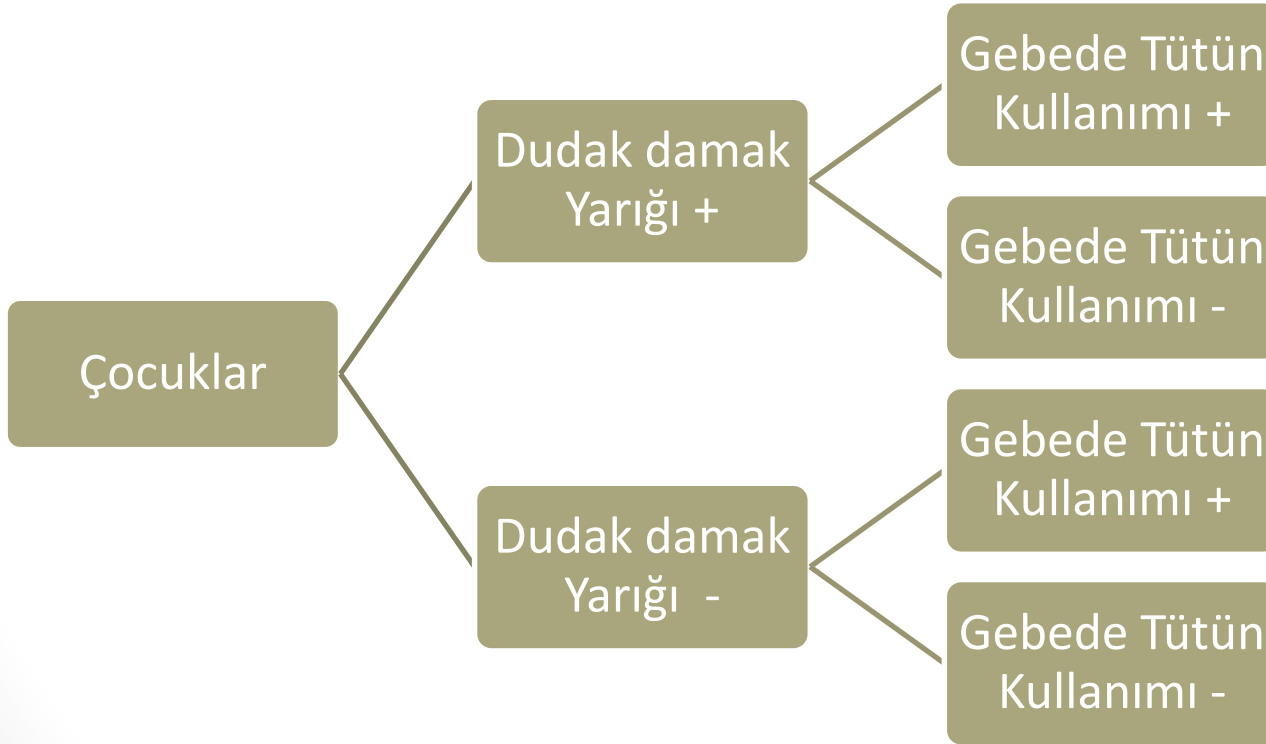 Çocuklar
Dudak damak
Yarığı +
Dudak damak
Yarığı  -
Gebede Tütün
Kullanımı +
Gebede Tütün
Kullanımı -
Gebede Tütün
Kullanımı +
Gebede Tütün
Kullanımı -